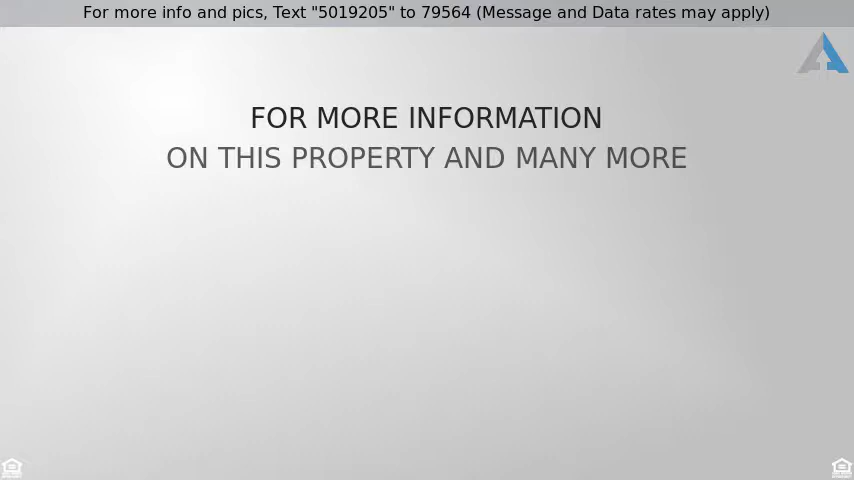 For more info and pics, Text "5019205" to 79564 (Message and Data rates may apply)
FOR MORE INFORMATION
ON THIS PROPERTY AND MANY MORE